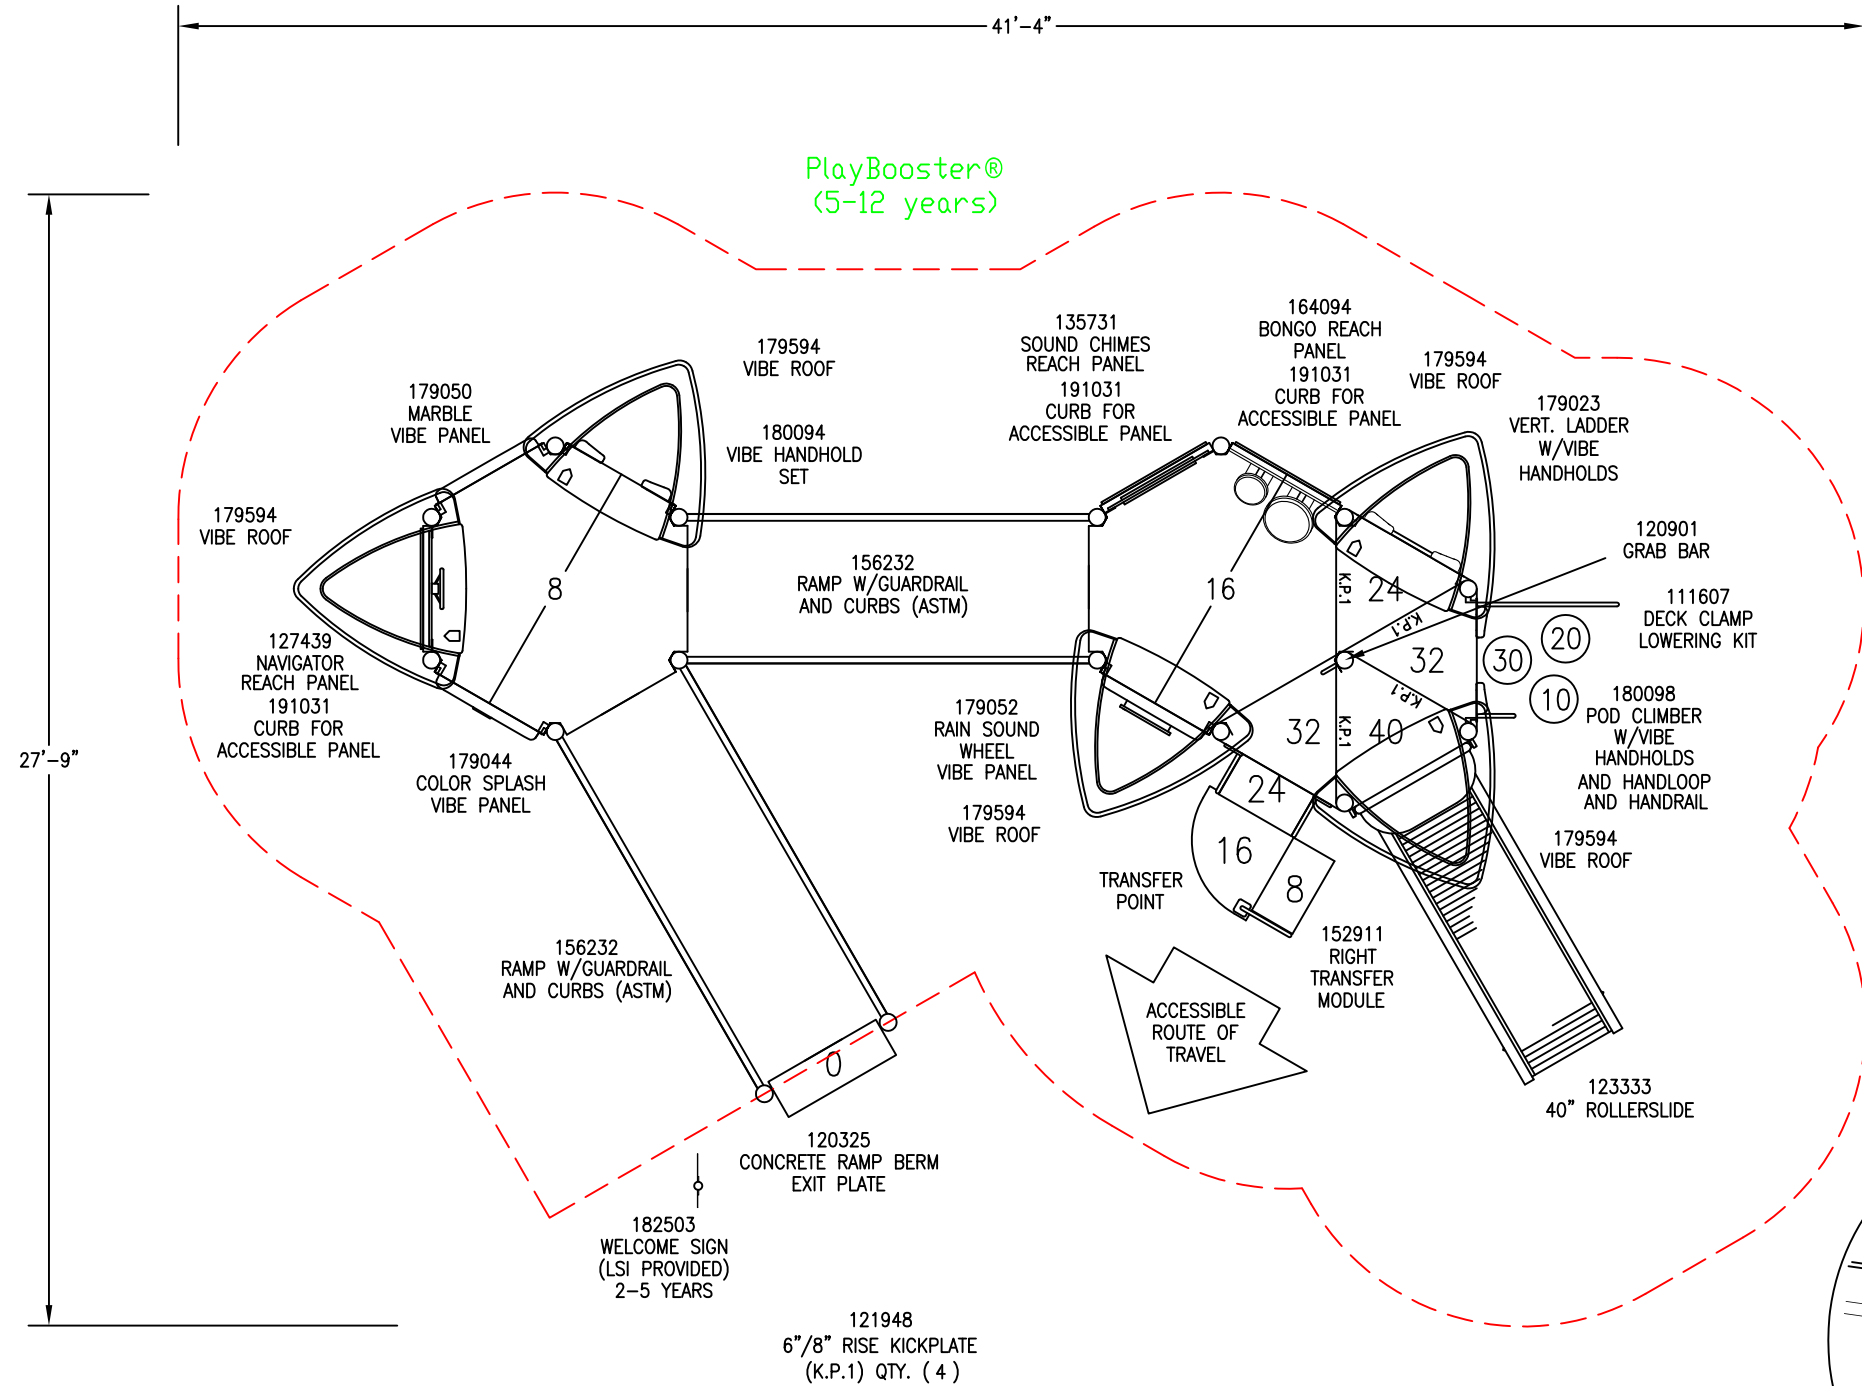 41'-4"
PlayBooster®
(5-12 years)
27'-9"
179594
VIBE ROOF
179050
MARBLE
VIBE PANEL
180094
VIBE HANDHOLD
SET
179594
VIBE ROOF
8
127439
NAVIGATOR
REACH PANEL
191031
CURB FOR
ACCESSIBLE PANEL
179044
COLOR SPLASH
VIBE PANEL
156232
RAMP W/GUARDRAIL
AND CURBS (ASTM)
135731
SOUND CHIMES
REACH PANEL
191031
CURB FOR
ACCESSIBLE PANEL
164094
BONGO REACH
PANEL
191031
CURB FOR
ACCESSIBLE PANEL
179594
VIBE ROOF
179023
VERT. LADDER
W/VIBE
HANDHOLDS
120901
GRAB BAR
111607
DECK CLAMP
LOWERING KIT
16
K.P.1
24
K.P.1
32
30
20
10
K.P.1
32
K.P.1
40
180098
POD CLIMBER
W/VIBE
HANDHOLDS
AND HANDLOOP
AND HANDRAIL
179052
RAIN SOUND
WHEEL
VIBE PANEL
179594
VIBE ROOF
24
16
8
179594
VIBE ROOF
TRANSFER
POINT
152911
RIGHT
TRANSFER
MODULE
ACCESSIBLE
ROUTE OF
TRAVEL
156232
RAMP W/GUARDRAIL
AND CURBS (ASTM)
0
123333
40" ROLLERSLIDE
120325
CONCRETE RAMP BERM
EXIT PLATE
182503
WELCOME SIGN
(LSI PROVIDED)
2-5 YEARS
121948
6"/8" RISE KICKPLATE
(K.P.1) QTY. ( 4 )